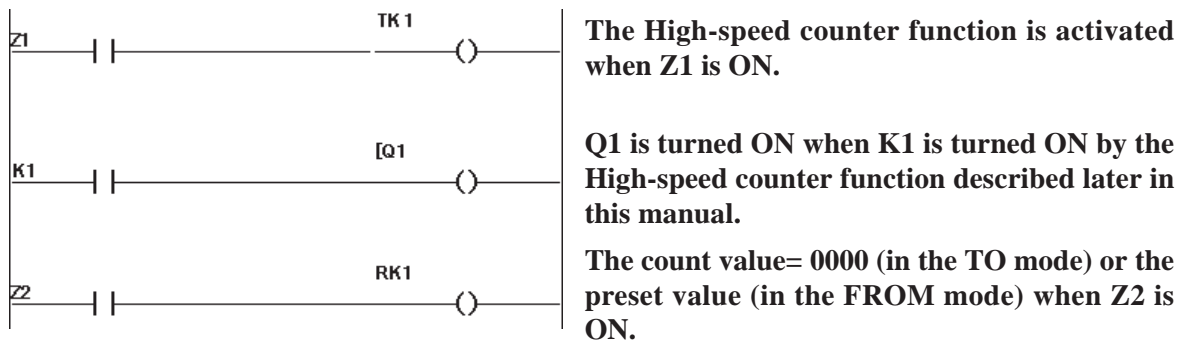 Z1
TK 1
The High-speed counter function is activated
when Z1 is ON.
K1
[Q1
Q1 is turned ON when K1 is turned ON by the
High-speed counter function described later in
this manual.
Z2
RK1
The count value= 0000 (in the TO mode) or the
preset value (in the FROM mode) when Z2 is
ON.